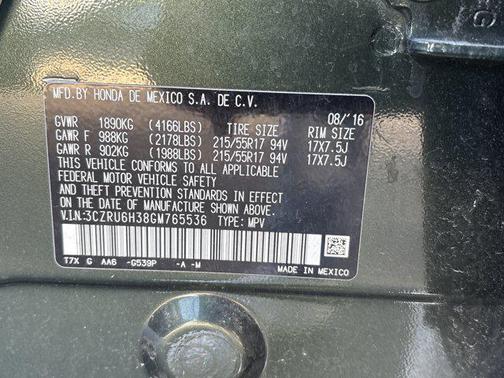 MFD.BY HONDA DE MEXICO S.A. DE C.V.
08/'16
GVWR 1890KG (4166LBS) TIRE SIZE RIM SIZE
GAWR F 988KG (2178LBS) 215/55R17 94V 17X7.5J
GAWR R 902KG (1988LBS) 215/55R17 94V 17X7.5J
THIS VEHICLE CONFORMS TO ALL APPLICABLE
FEDERAL MOTOR VEHICLE SAFETY
AND THEFT PREVENTION STANDARDS IN EFFECT
ON THE DATE OF MANUFACTURE SHOWN ABOVE.
V.I.N:3CZRU6H38GM765536 TYPE: MPV
T7X G AA6 -G539P -A -M
MADE IN MEXICO